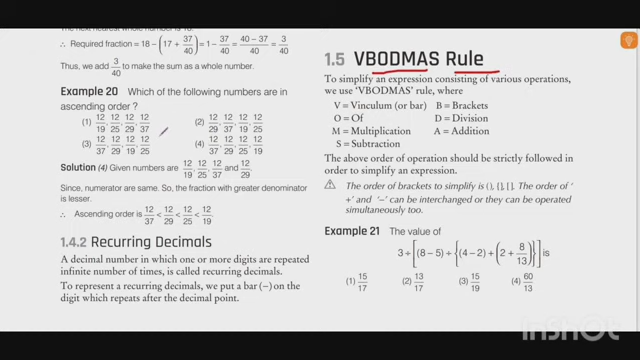 The next nearest whole number is 18.
∴ Required fraction = 18 − (17 + 37/40) = 1 − 37/40 = (40 − 37)/40 = 3/40
Thus, we add 3/40 to make the sum as a whole number.
Example 20 Which of the following numbers are in
ascending order ?
(1) 12/19, 12/25, 12/29, 12/37 (2) 12/29, 12/37, 12/19, 12/25
(3) 12/37, 12/29, 12/19, 12/25 (4) 12/37, 12/29, 12/25, 12/19
Solution (4) Given numbers are 12/19, 12/25, 12/37 and 12/29
Since, numerator are same. So, the fraction with greater denominator
is lesser.
∴ Ascending order is 12/37 < 12/29 < 12/25 < 12/19
1.4.2 Recurring Decimals
A decimal number in which one or more digits are repeated
infinite number of times, is called recurring decimals.
To represent a recurring decimals, we put a bar (−) on the
digit which repeats after the decimal point.
1.5 VBODMAS Rule
To simplify an expression consisting of various operations,
we use 'VBODMAS' rule, where
V = Vinculum (or bar) B = Brackets
O = Of D = Division
M = Multiplication A = Addition
S = Subtraction
The above order of operation should be strictly followed in
order to simplify an expression.
The order of brackets to simplify is (), {}, []. The order of '
+' and '−' can be interchanged or they can be operated
simultaneously too.
Example 21 The value of
3 ÷ [(8 − 5) ÷ {(4 − 2) + (2 + 8/13)}] is
(1) 15/17 (2) 13/17 (3) 15/19 (4) 60/13
InShot